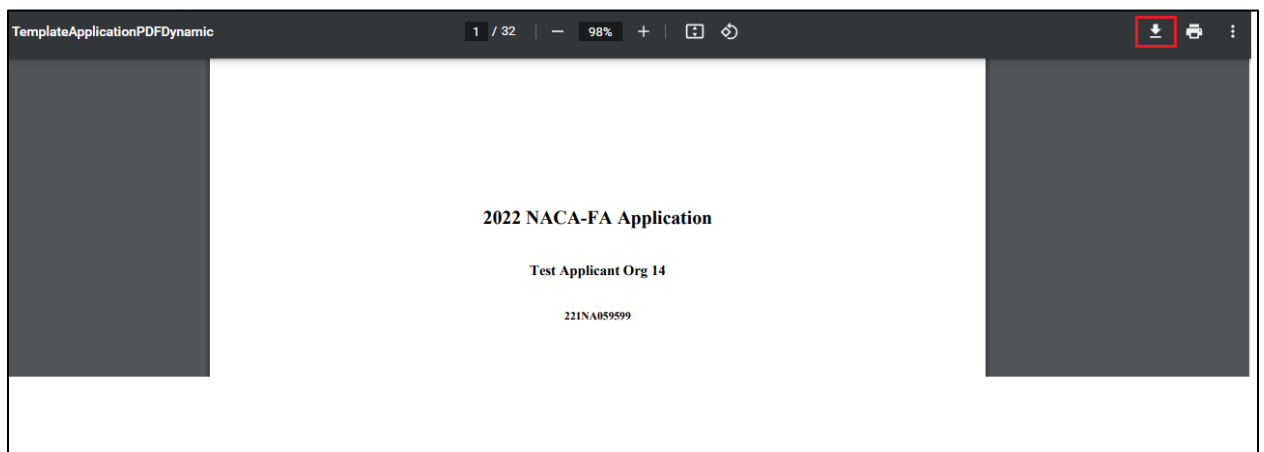 TemplateApplicationPDFDynamic 1 / 32 98%
2022 NACA-FA Application
Test Applicant Org 14
221NA059599